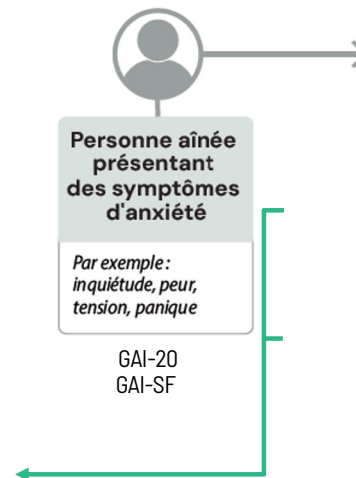 Personne aînée
présentant
des symptômes
d'anxiété
Par exemple :
inquiétude, peur,
tension, panique
GAI-20
GAI-SF